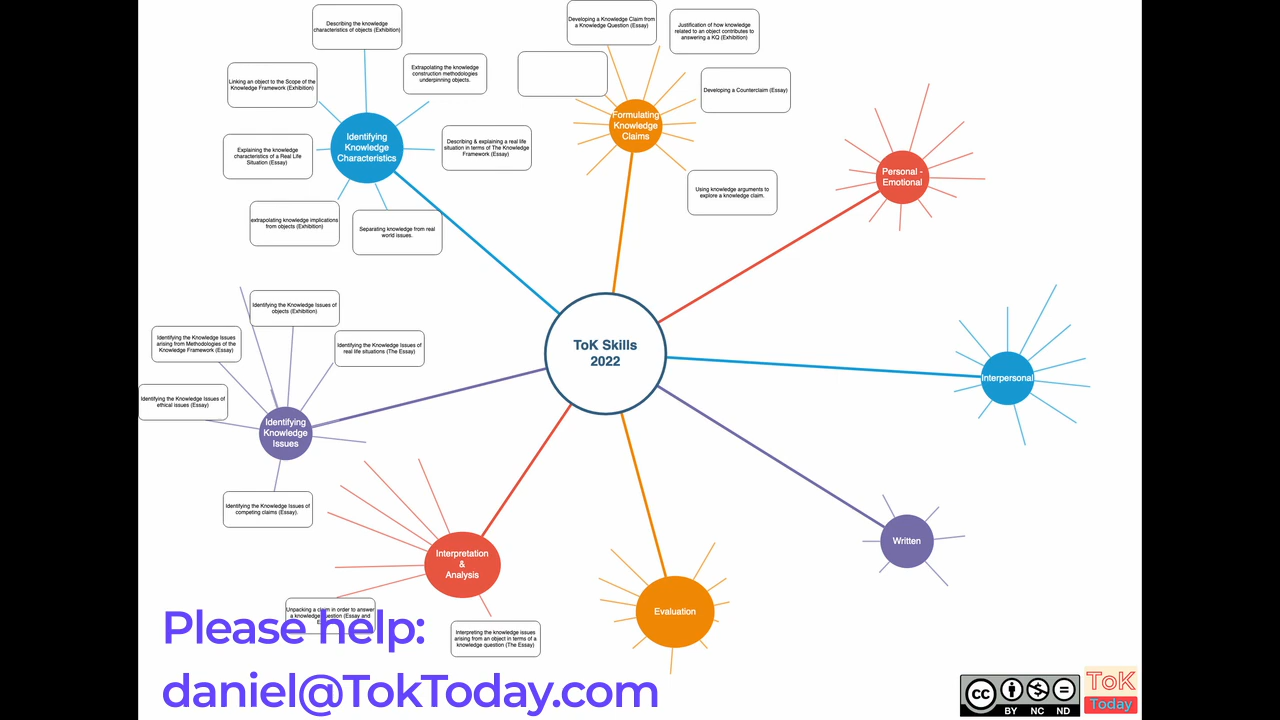 Describing the knowledge
characteristics of objects (Exhibition)
Linking an object to the Scope of the
Knowledge Framework (Exhibition)
Extrapolating the knowledge
construction methodologies
underpinning objects.
Explaining the knowledge
characteristics of a Real Life
Situation (Essay)
Identifying
Knowledge
Characteristics
Describing & explaining a real life
situation in terms of The Knowledge
Framework (Essay)
extrapolating knowledge implications
from objects (Exhibition)
Separating knowledge from real
world issues.
Developing a Knowledge Claim from
a Knowledge Question (Essay)
Justification of how knowledge
related to an object contributes to
answering a KQ (Exhibition)
Developing a Counterclaim (Essay)
Formulating
Knowledge
Claims
Using knowledge arguments to
explore a knowledge claim.
Personal -
Emotional
ToK Skills
2022
Interpersonal
Identifying the Knowledge Issues of
objects (Exhibition)
Identifying the Knowledge Issues
arising from Methodologies of the
Knowledge Framework (Essay)
Identifying the Knowledge Issues of
real life situations (The Essay)
Identifying the Knowledge Issues of
ethical issues (Essay)
Identifying
Knowledge
Issues
Identifying the Knowledge Issues of
competing claims (Essay).
Interpretation
&
Analysis
Unpacking a claim in order to answer
a knowledge question (Essay and
Interpreting the knowledge issues
arising from an object in terms of a
knowledge question (The Essay)
Evaluation
Written
Please help:
daniel@TokToday.com
cc
BY NC ND
ToK
Today